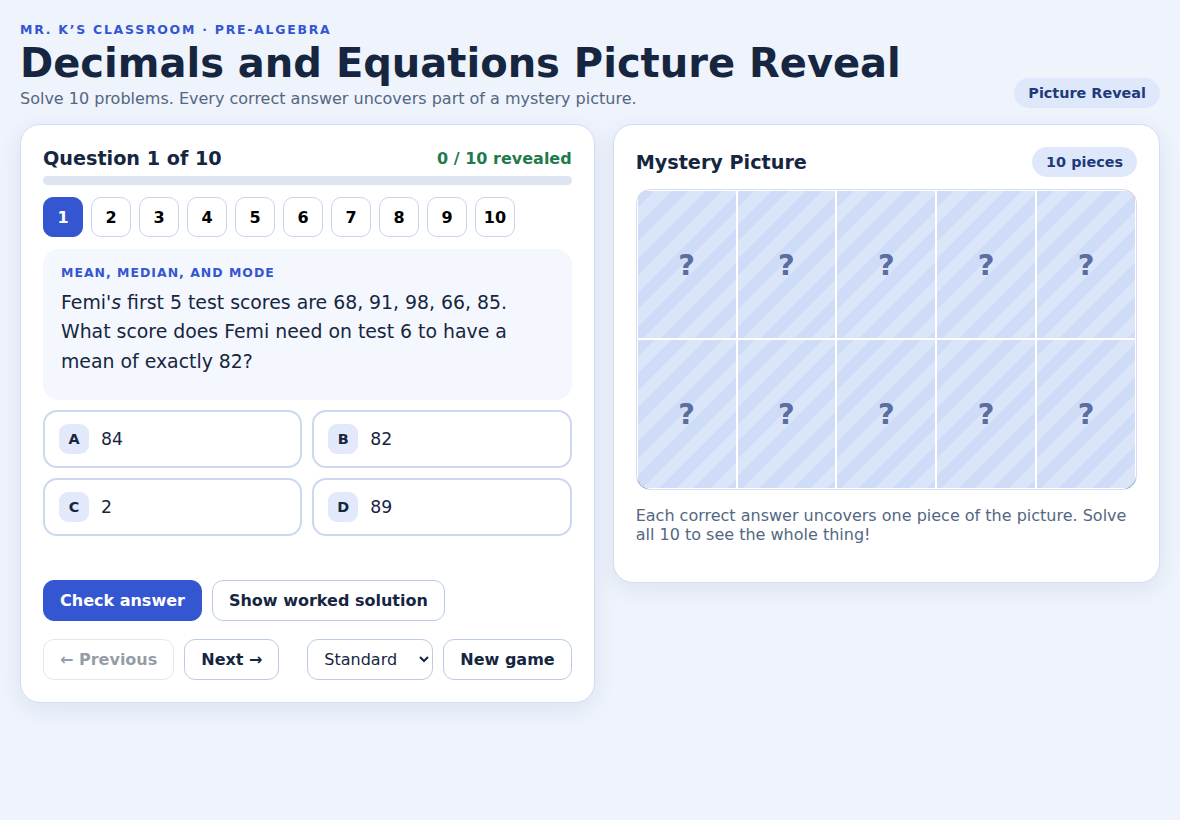 MR. K’S CLASSROOM · PRE-ALGEBRA
Decimals and Equations Picture Reveal
Solve 10 problems. Every correct answer uncovers part of a mystery picture.
Picture Reveal
Question 1 of 10
0 / 10 revealed
1 2 3 4 5 6 7 8 9 10
MEAN, MEDIAN, AND MODE
Femi's first 5 test scores are 68, 91, 98, 66, 85.
What score does Femi need on test 6 to have a
mean of exactly 82?
A 84
B 82
C 2
D 89
Check answer
Show worked solution
← Previous
Next →
Standard
New game
Mystery Picture
10 pieces
? ? ? ? ?
? ? ? ? ?
Each correct answer uncovers one piece of the picture. Solve
all 10 to see the whole thing!